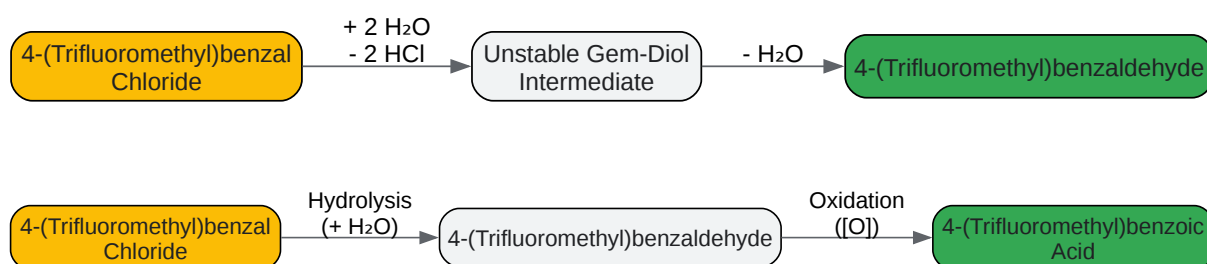 4-(Trifluoromethyl)benzal
Chloride
+ 2 H₂O
- 2 HCl
Unstable Gem-Diol
Intermediate
- H₂O
4-(Trifluoromethyl)benzaldehyde
4-(Trifluoromethyl)benzal
Chloride
Hydrolysis
(+ H₂O)
4-(Trifluoromethyl)benzaldehyde
Oxidation
([O])
4-(Trifluoromethyl)benzoic
Acid